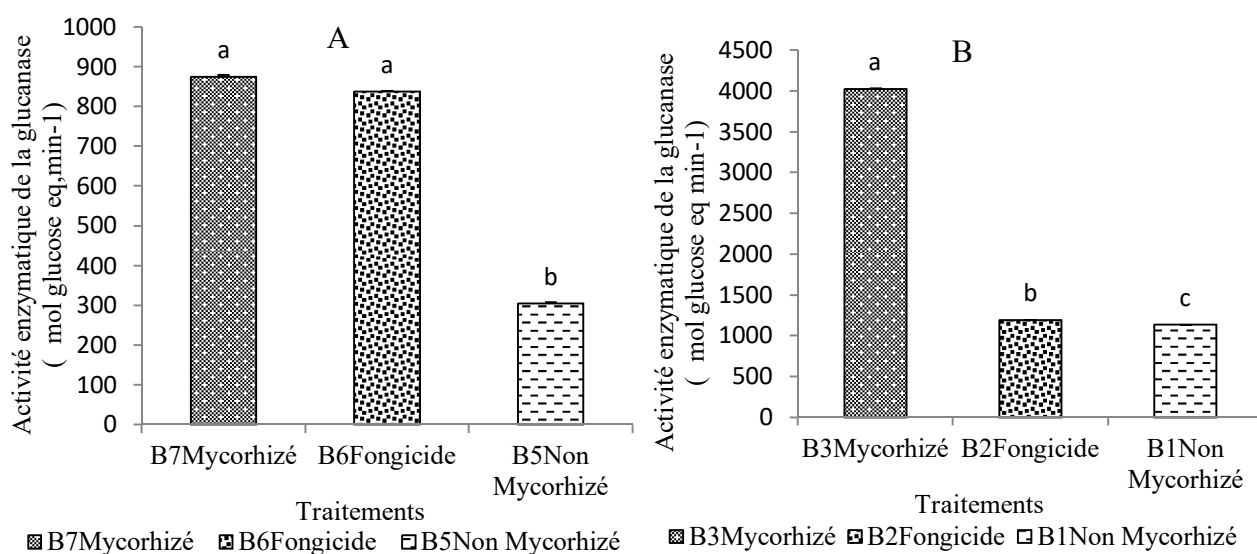 A
Activité enzymatique de la glucanase
( mol glucose eq,min-1)
1000
900
800
700
600
500
400
300
200
100
0
a
a
b
B7Mycorhizé B6Fongicide B5Non
Mycorhizé
Traitements
B7Mycorhizé B6Fongicide B5Non Mycorhizé
B
Activité enzymatique de la glucanase
( mol glucose eq min-1)
4500
4000
3500
3000
2500
2000
1500
1000
500
0
a
b
c
B3Mycorhizé B2Fongicide B1Non
Mycorhizé
Traitements
B3Mycorhizé B2Fongicide B1Non Mycorhizé